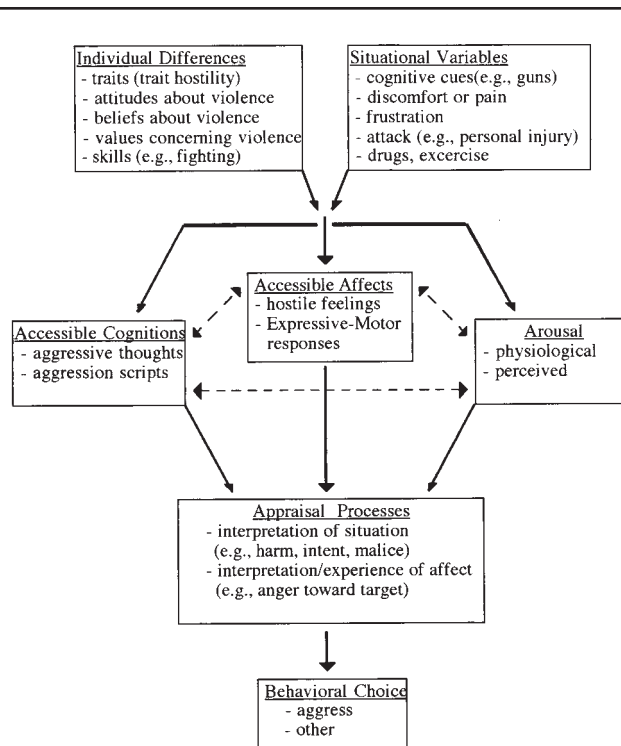 Individual Differences
- traits (trait hostility)
- attitudes about violence
- beliefs about violence
- values concerning violence
- skills (e.g., fighting)
Situational Variables
- cognitive cues(e.g., guns)
- discomfort or pain
- frustration
- attack (e.g., personal injury)
- drugs, excercise
Accessible Cognitions
- aggressive thoughts
- aggression scripts
Accessible Affects
- hostile feelings
- Expressive-Motor
responses
Arousal
- physiological
- perceived
Appraisal Processes
- interpretation of situation
(e.g., harm, intent, malice)
- interpretation/experience of affect
(e.g., anger toward target)
Behavioral Choice
- aggress
- other